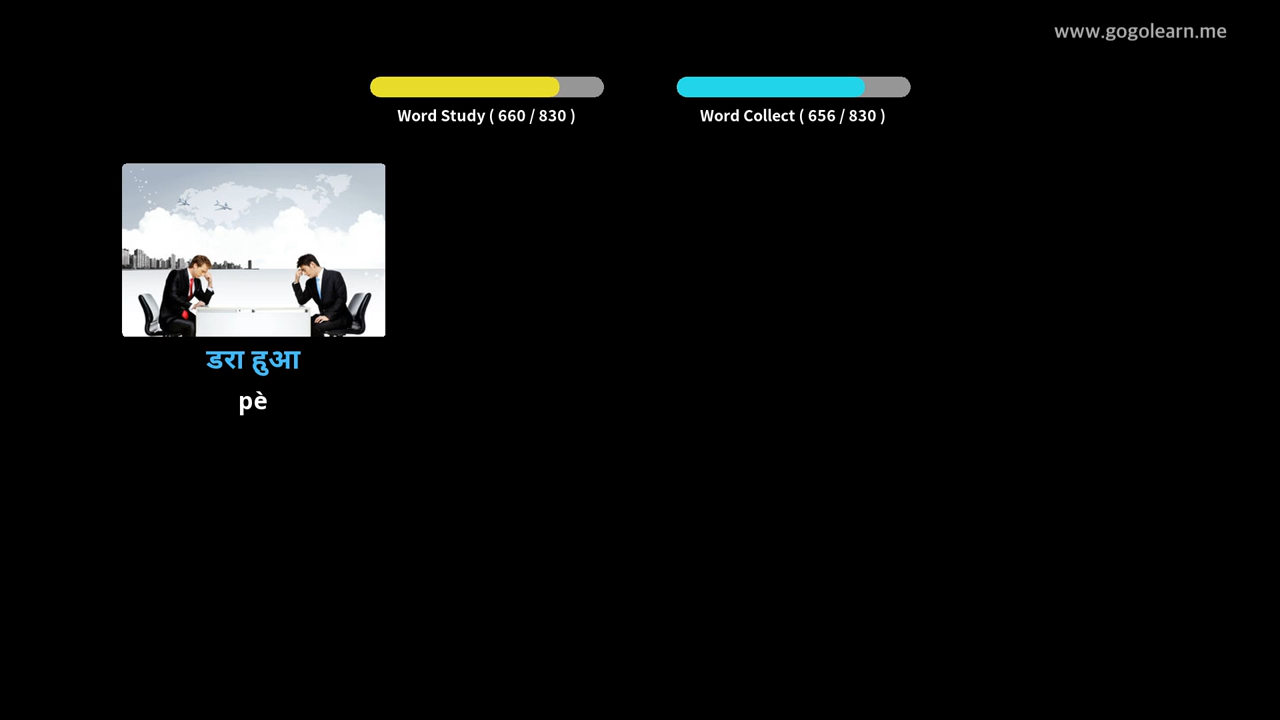 www.gogolearn.me
Word Study ( 660 / 830 )
Word Collect ( 656 / 830 )
डरा हुआ
pè